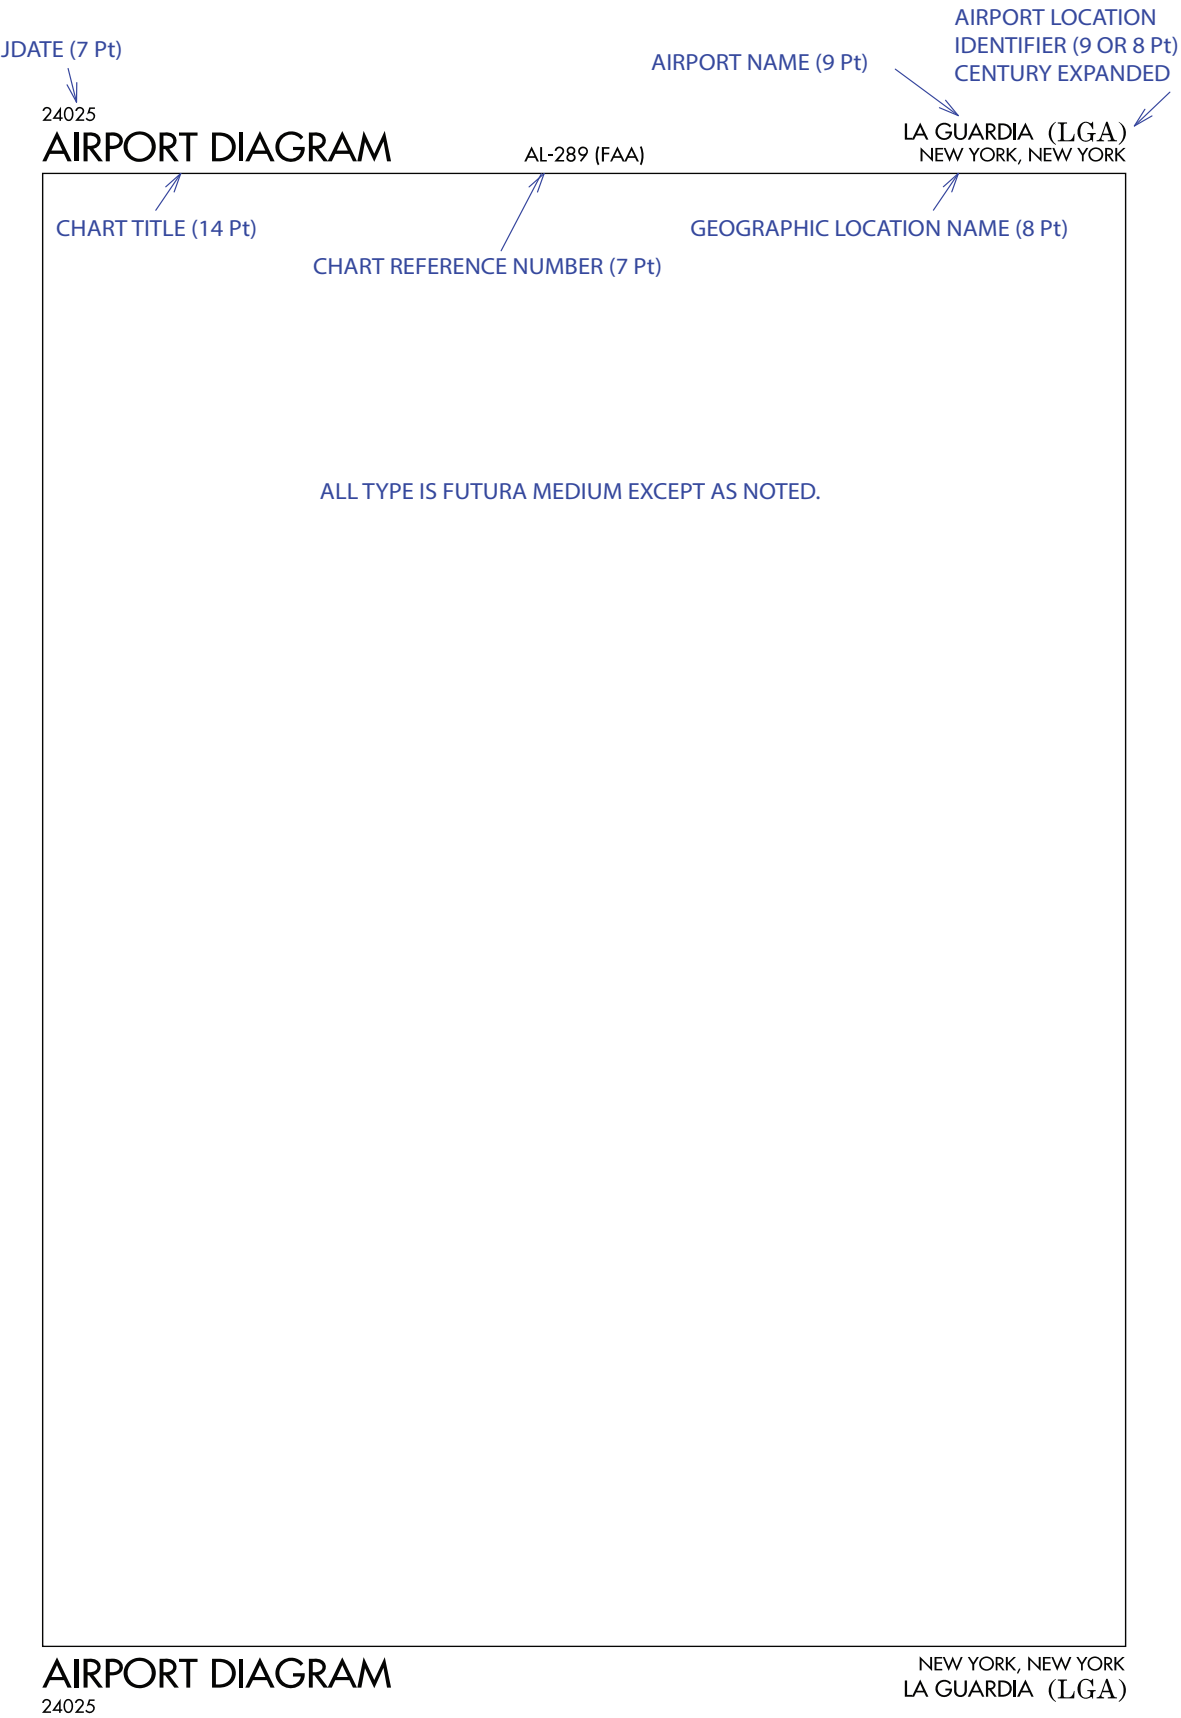 AIRPORT LOCATION
IDENTIFIER (9 OR 8 Pt)
CENTURY EXPANDED
JDATE (7 Pt)
AIRPORT NAME (9 Pt)
24025
AIRPORT DIAGRAM
AL-289 (FAA)
LA GUARDIA (LGA)
NEW YORK, NEW YORK
CHART TITLE (14 Pt)
GEOGRAPHIC LOCATION NAME (8 Pt)
CHART REFERENCE NUMBER (7 Pt)
ALL TYPE IS FUTURA MEDIUM EXCEPT AS NOTED.
AIRPORT DIAGRAM
24025
NEW YORK, NEW YORK
LA GUARDIA (LGA)